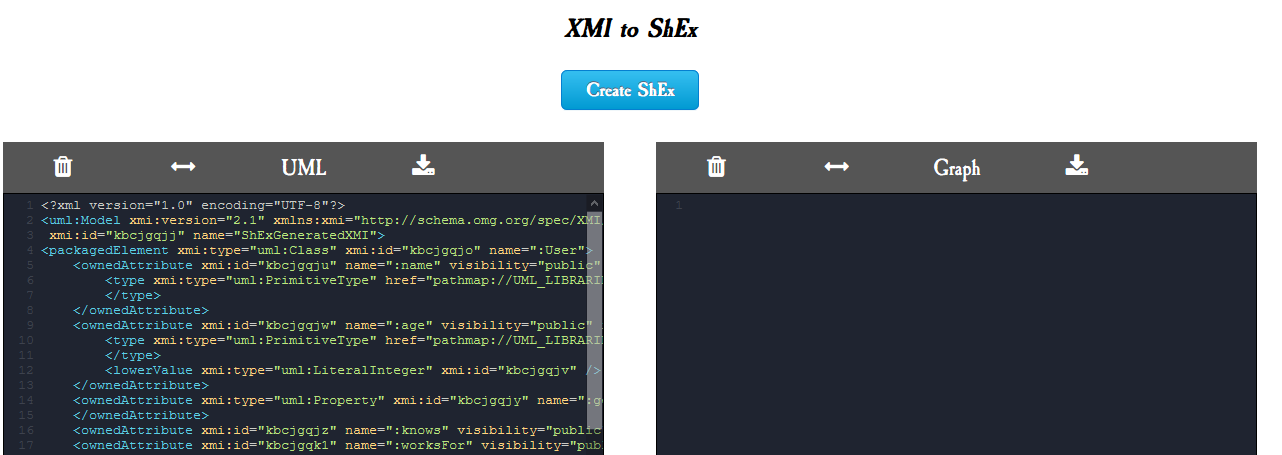 XMI to ShEx
Create ShEx
UML
Graph
1 <?xml version="1.0" encoding="UTF-8"?>
2 <uml:Model xmi:version="2.1" xmlns:xmi="http://schema.omg.org/spec/XMI/
3 xmi:id="kbcjgqjj" name="ShExGeneratedXMI">
4 <packagedElement xmi:type="uml:Class" xmi:id="kbcjgqjo" name=":User">
5 <ownedAttribute xmi:id="kbcjgqju" name=":name" visibility="public"
6 <type xmi:type="uml:PrimitiveType" href="pathmap://UML_LIBRARI
7 </type>
8 </ownedAttribute>
9 <ownedAttribute xmi:id="kbcjgqjw" name=":age" visibility="public"
10 <type xmi:type="uml:PrimitiveType" href="pathmap://UML_LIBRARI
11 </type>
12 <lowerValue xmi:type="uml:LiteralInteger" xmi:id="kbcjgqjv" />
13 </ownedAttribute>
14 <ownedAttribute xmi:type="uml:Property" xmi:id="kbcjgqjy" name=":ge
15 </ownedAttribute>
16 <ownedAttribute xmi:id="kbcjgqjz" name=":knows" visibility="public"
17 <ownedAttribute xmi:id="kbcjgqk1" name=":worksFor" visibility="pub
1